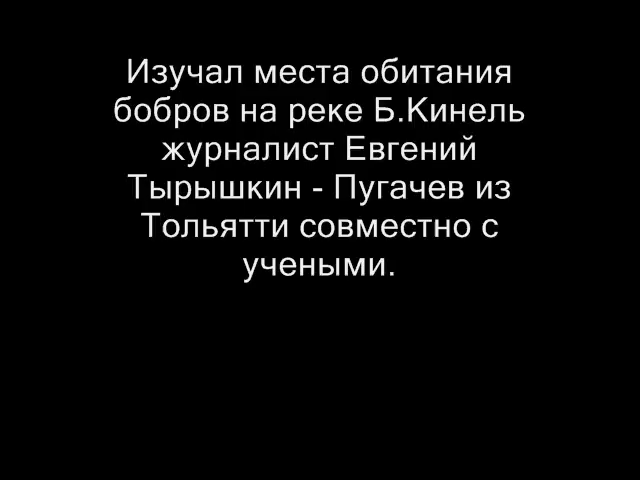 Изучал места обитания
бобров на реке Б.Кинель
журналист Евгений
Тырышкин - Пугачев из
Тольятти совместно с
учеными.